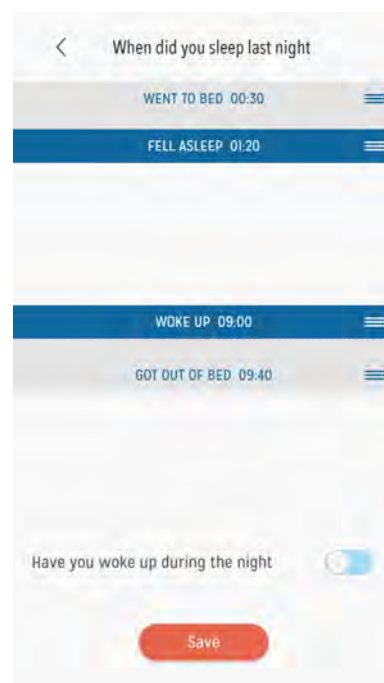 When did you sleep last night
WENT TO BED 00:30
FELL ASLEEP 01:20
WOKE UP 09:00
GOT OUT OF BED 09:40
Have you woke up during the night
Save